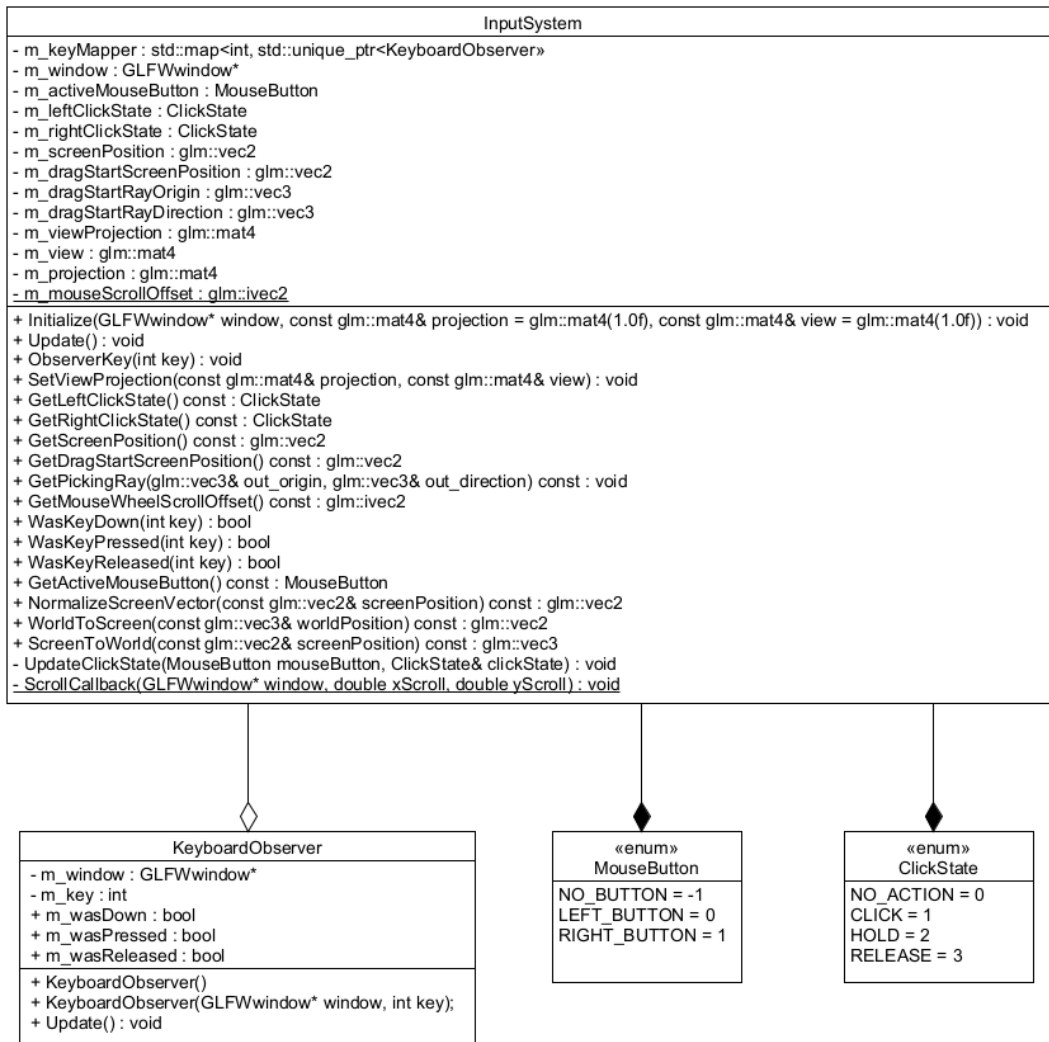 InputSystem
- m_keyMapper : std::map<int, std::unique_ptr<KeyboardObserver»
- m_window : GLFWwindow*
- m_activeMouseButton : MouseButton
- m_leftClickState : ClickState
- m_rightClickState : ClickState
- m_screenPosition : glm::vec2
- m_dragStartScreenPosition : glm::vec2
- m_dragStartRayOrigin : glm::vec3
- m_dragStartRayDirection : glm::vec3
- m_viewProjection : glm::mat4
- m_view : glm::mat4
- m_projection : glm::mat4
- m_mouseScrollOffset : glm::ivec2
+ Initialize(GLFWwindow* window, const glm::mat4& projection = glm::mat4(1.0f), const glm::mat4& view = glm::mat4(1.0f)) : void
+ Update() : void
+ ObserverKey(int key) : void
+ SetViewProjection(const glm::mat4& projection, const glm::mat4& view) : void
+ GetLeftClickState() const : ClickState
+ GetRightClickState() const : ClickState
+ GetScreenPosition() const : glm::vec2
+ GetDragStartScreenPosition() const : glm::vec2
+ GetPickingRay(glm::vec3& out_origin, glm::vec3& out_direction) const : void
+ GetMouseWheelScrollOffset() const : glm::ivec2
+ WasKeyDown(int key) : bool
+ WasKeyPressed(int key) : bool
+ WasKeyReleased(int key) : bool
+ GetActiveMouseButton() const : MouseButton
+ NormalizeScreenVector(const glm::vec2& screenPosition) const : glm::vec2
+ WorldToScreen(const glm::vec3& worldPosition) const : glm::vec2
+ ScreenToWorld(const glm::vec2& screenPosition) const : glm::vec3
- UpdateClickState(MouseButton mouseButton, ClickState& clickState) : void
- ScrollCallback(GLFWwindow* window, double xScroll, double yScroll) : void
KeyboardObserver
- m_window : GLFWwindow*
- m_key : int
+ m_wasDown : bool
+ m_wasPressed : bool
+ m_wasReleased : bool
+ KeyboardObserver()
+ KeyboardObserver(GLFWwindow* window, int key);
+ Update() : void
«enum»
MouseButton
NO_BUTTON = -1
LEFT_BUTTON = 0
RIGHT_BUTTON = 1
«enum»
ClickState
NO_ACTION = 0
CLICK = 1
HOLD = 2
RELEASE = 3